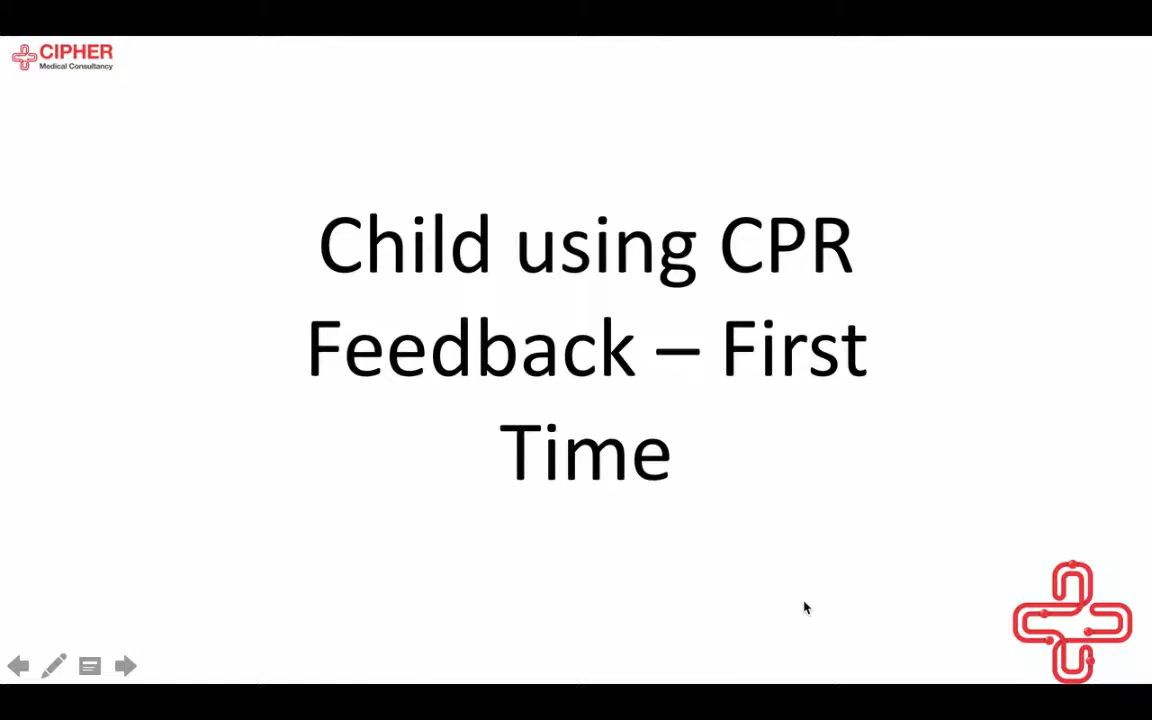 CIPHER
Medical Consultancy
Child using CPR
Feedback – First
Time